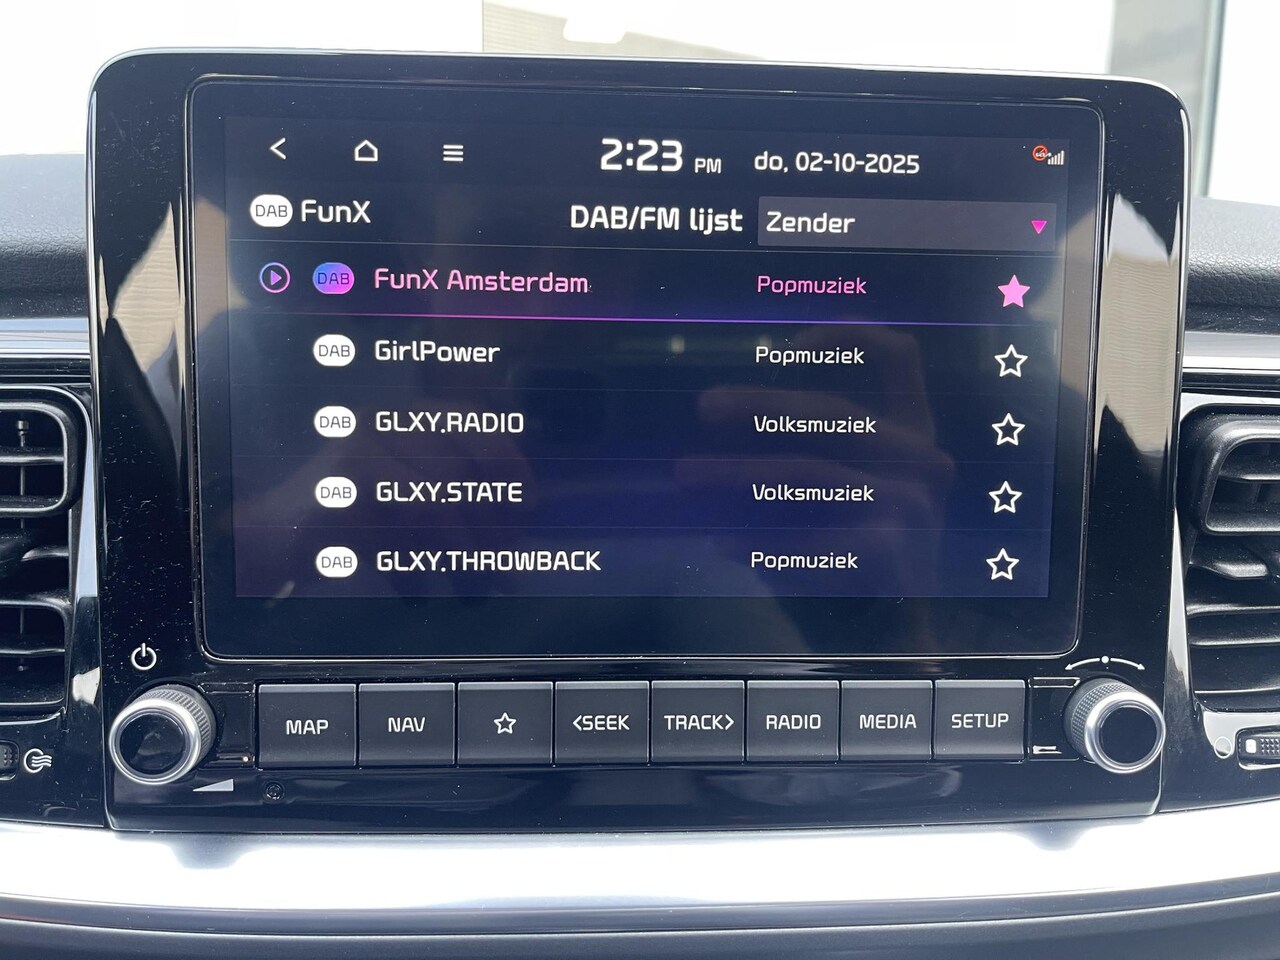 2:23 PM do, 02-10-2025
DAB FunX DAB/FM lijst Zender
DAB FunX Amsterdam Popmuziek
DAB GirlPower Popmuziek
DAB GLXY.RADIO Volksmuziek
DAB GLXY.STATE Volksmuziek
DAB GLXY.THROWBACK Popmuziek
MAP NAV <SEEK TRACK> RADIO MEDIA SETUP